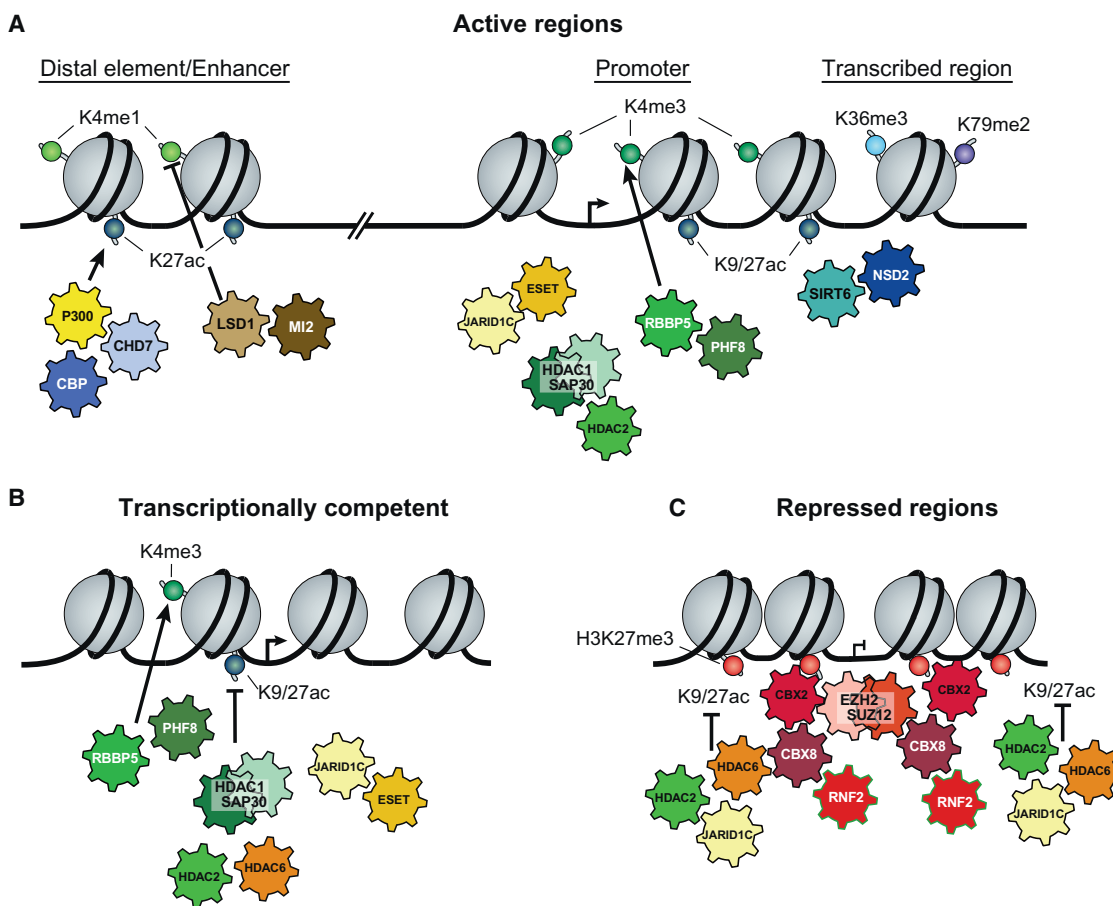 A
Active regions
Distal element/Enhancer
Promoter
Transcribed region
K4me1
K4me3
K36me3
K79me2
K27ac
K9/27ac
P300
CHD7
CBP
LSD1
MI2
JARID1C
ESET
HDAC1
SAP30
HDAC2
RBBP5
PHF8
SIRT6
NSD2
B
Transcriptionally competent
K4me3
K9/27ac
RBBP5
PHF8
HDAC1
SAP30
JARID1C
ESET
HDAC2
HDAC6
C
Repressed regions
H3K27me3
K9/27ac
CBX2
EZH2
SUZ12
CBX2
K9/27ac
HDAC6
CBX8
CBX8
HDAC2
HDAC6
HDAC2
RNF2
RNF2
JARID1C
JARID1C